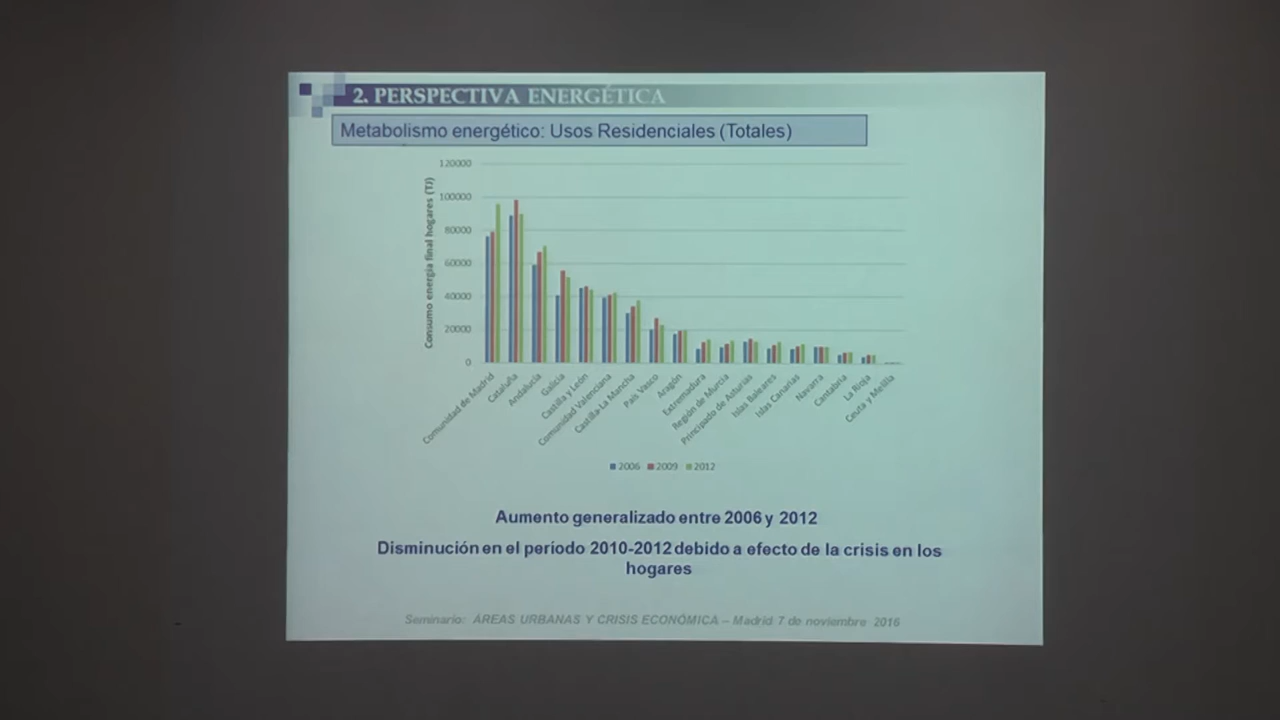 2. PERSPECTIVA ENERGÉTICA
Metabolismo energético: Usos Residenciales (Totales)
Consumo energía final hogares (TJ)
120000
100000
80000
60000
40000
20000
0
Comunidad de Madrid
Cataluña
Andalucía
Galicia
Castilla y León
Comunidad Valenciana
Castilla-La Mancha
País Vasco
Aragón
Extremadura
Región de Murcia
Principado de Asturias
Islas Baleares
Islas Canarias
Navarra
Cantabria
La Rioja
Ceuta y Melilla
2006 2009 2012
Aumento generalizado entre 2006 y 2012
Disminución en el período 2010-2012 debido a efecto de la crisis en los
hogares
Seminario: ÁREAS URBANAS Y CRISIS ECONÓMICA – Madrid 7 de noviembre 2016